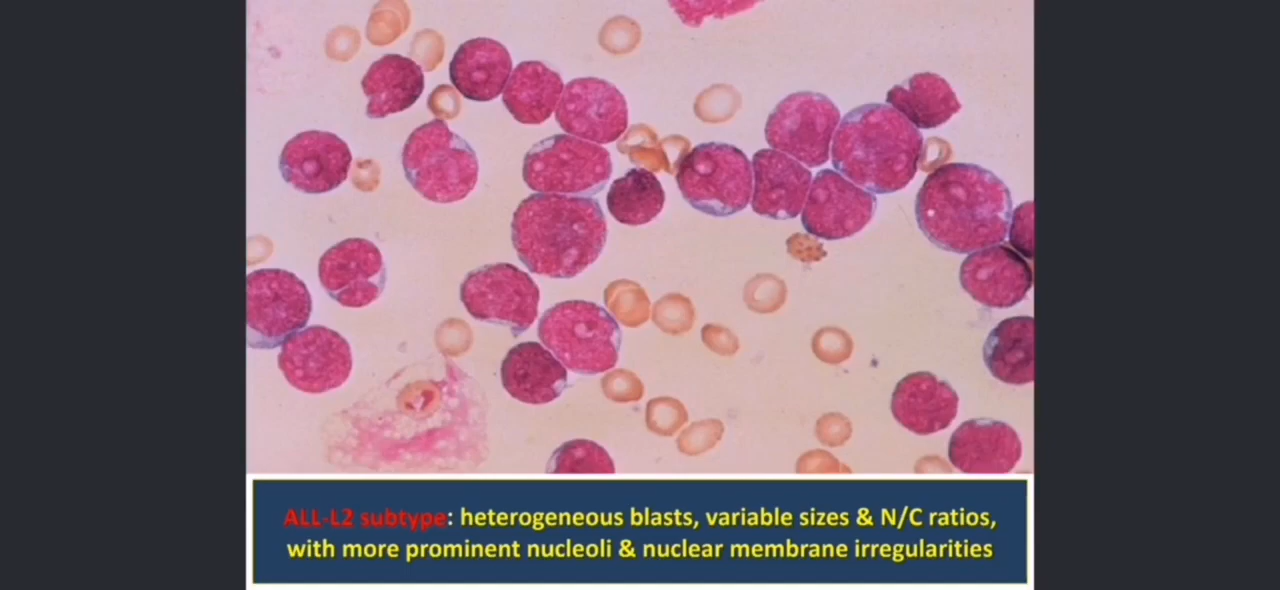 ALL-L2 subtype: heterogeneous blasts, variable sizes & N/C ratios,
with more prominent nucleoli & nuclear membrane irregularities